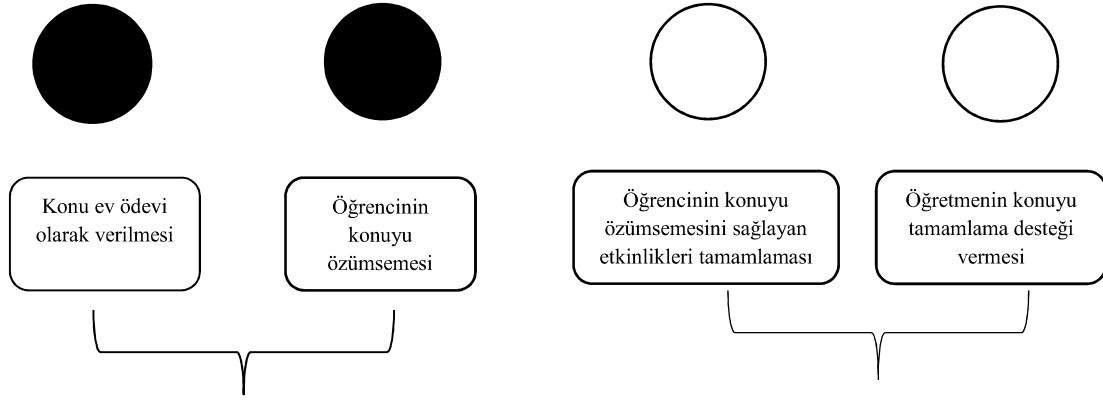 Konu ev ödevi
olarak verilmesi
Öğrencinin
konuyu
özümsemesi
Öğrencinin konuyu
özümsemesini sağlayan
etkinlikleri tamamlaması
Öğretmenin konuyu
tamamlama desteği
vermesi